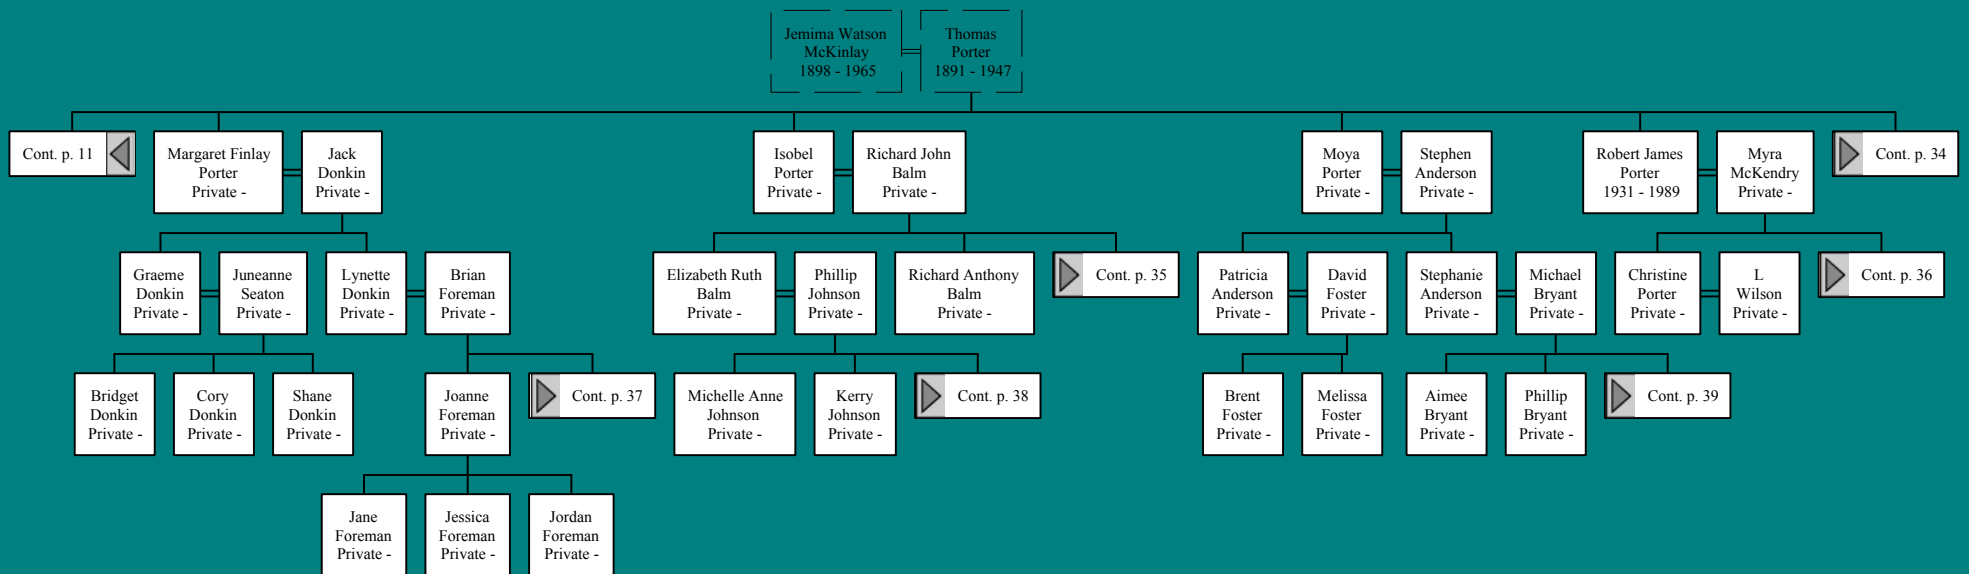 Jemima Watson
McKinlay
1898 - 1965
Thomas
Porter
1891 - 1947
Cont. p. 11
Margaret Finlay
Porter
Private -
Jack
Donkin
Private -
Isobel
Porter
Private -
Richard John
Balm
Private -
Moya
Porter
Private -
Stephen
Anderson
Private -
Robert James
Porter
1931 - 1989
Myra
McKendry
Private -
Cont. p. 34
Graeme
Donkin
Private -
Juneanne
Seaton
Private -
Lynette
Donkin
Private -
Brian
Foreman
Private -
Elizabeth Ruth
Balm
Private -
Phillip
Johnson
Private -
Richard Anthony
Balm
Private -
Cont. p. 35
Patricia
Anderson
Private -
David
Foster
Private -
Stephanie
Anderson
Private -
Michael
Bryant
Private -
Christine
Porter
Private -
L
Wilson
Private -
Cont. p. 36
Bridget
Donkin
Private -
Cory
Donkin
Private -
Shane
Donkin
Private -
Joanne
Foreman
Private -
Cont. p. 37
Michelle Anne
Johnson
Private -
Kerry
Johnson
Private -
Cont. p. 38
Brent
Foster
Private -
Melissa
Foster
Private -
Aimee
Bryant
Private -
Phillip
Bryant
Private -
Cont. p. 39
Jane
Foreman
Private -
Jessica
Foreman
Private -
Jordan
Foreman
Private -